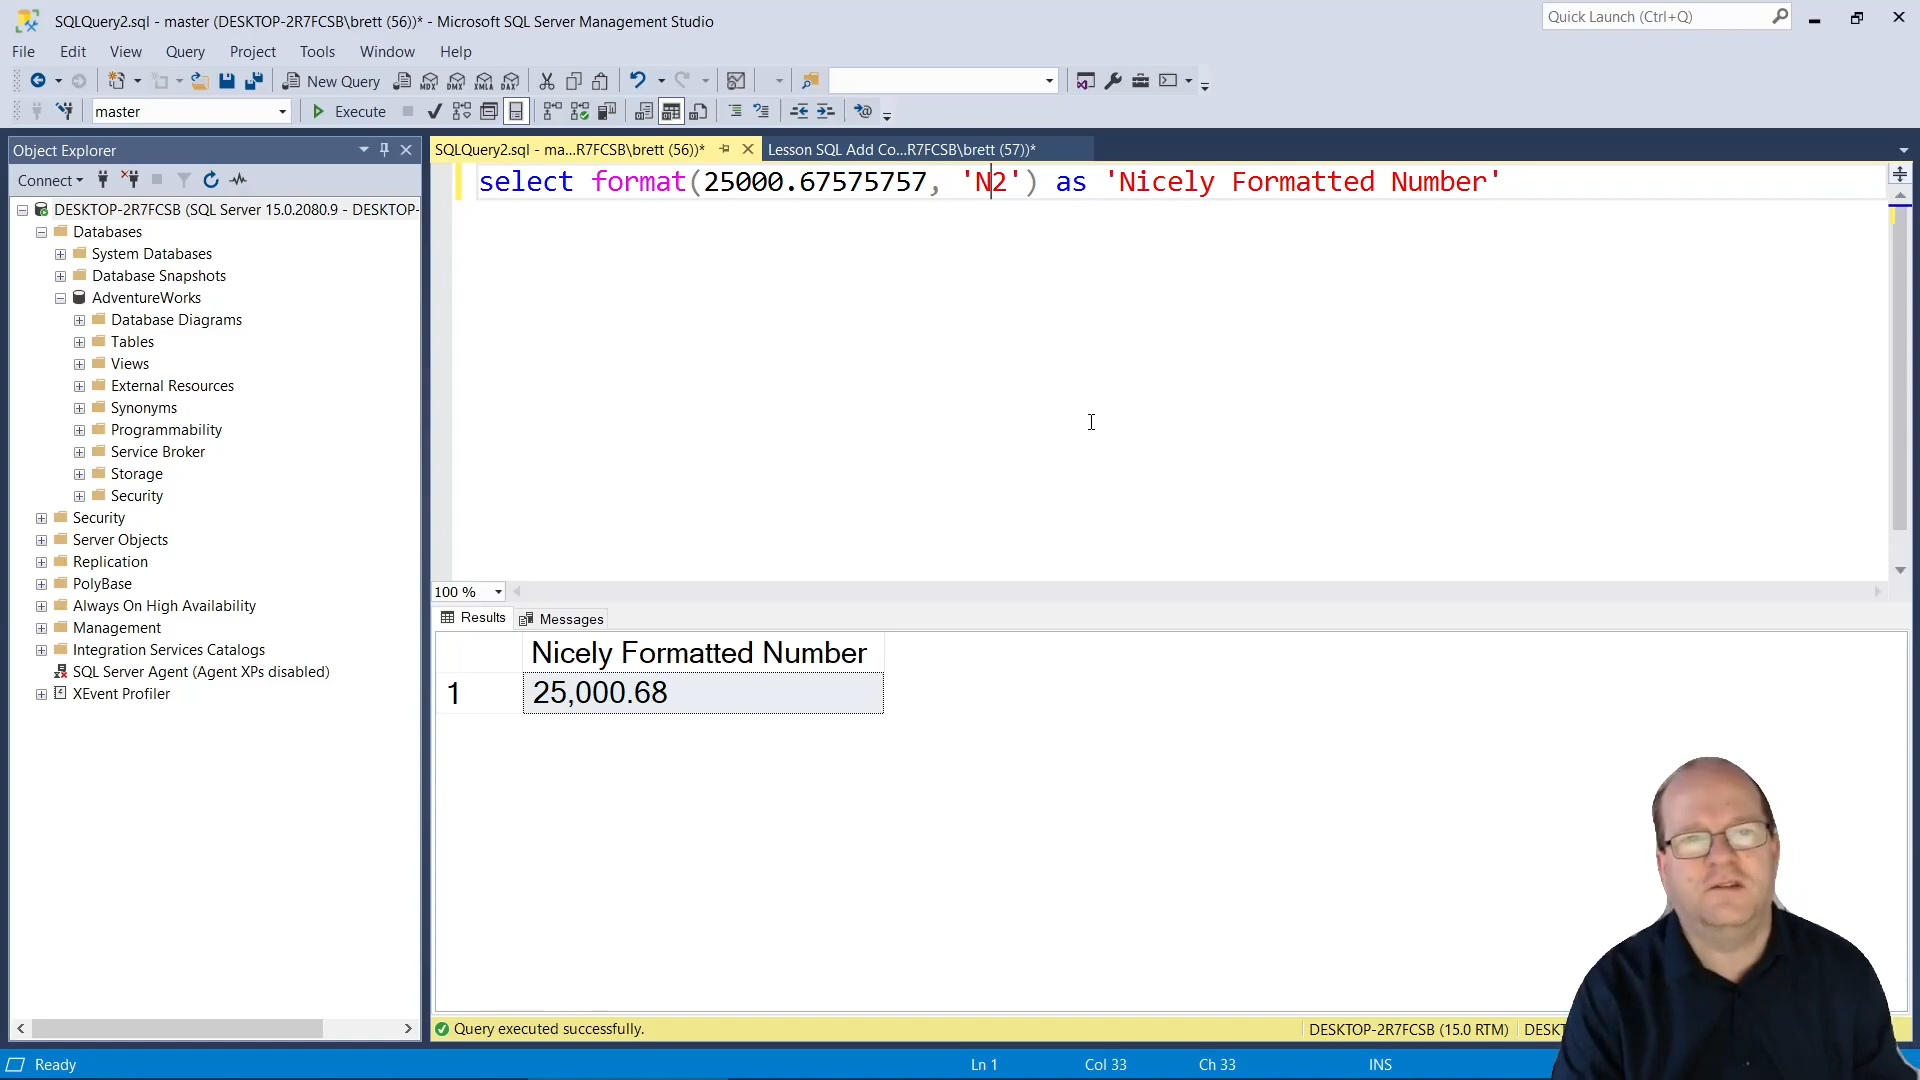 SQLQuery2.sql - master (DESKTOP-2R7FCSB\brett (56))* - Microsoft SQL Server Management Studio
Quick Launch (Ctrl+Q)
File Edit View Query Project Tools Window Help
New Query
MDX DMX XMLA DAX
master
Execute
Object Explorer
SQLQuery2.sql - ma...R7FCSB\brett (56))*
Lesson SQL Add Co...R7FCSB\brett (57))*
Connect
select format(25000.67575757, 'N2') as 'Nicely Formatted Number'
DESKTOP-2R7FCSB (SQL Server 15.0.2080.9 - DESKTOP-
Databases
System Databases
Database Snapshots
AdventureWorks
Database Diagrams
Tables
Views
External Resources
Synonyms
Programmability
Service Broker
Storage
Security
Security
Server Objects
Replication
PolyBase
Always On High Availability
Management
Integration Services Catalogs
SQL Server Agent (Agent XPs disabled)
XEvent Profiler
100 %
Results
Messages
Nicely Formatted Number
1 25,000.68
Query executed successfully.
DESKTOP-2R7FCSB (15.0 RTM)
DESKT
Ready
Ln 1
Col 33
Ch 33
INS